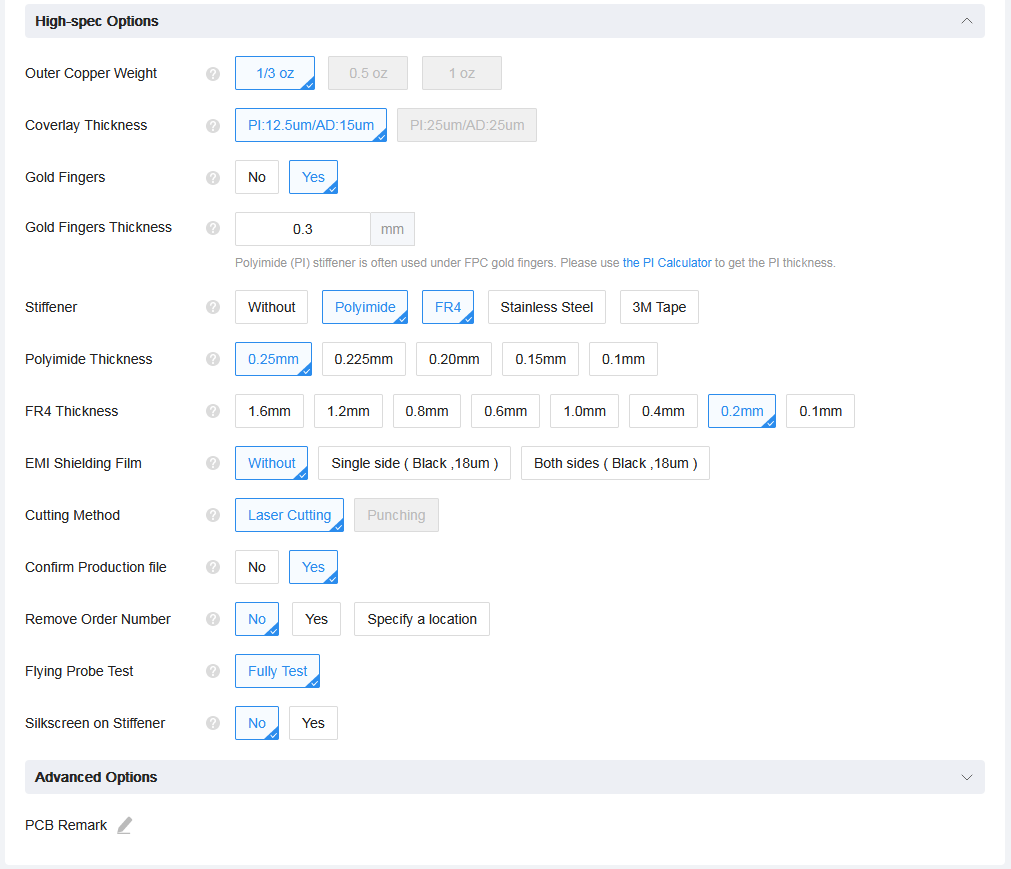 High-spec Options
Outer Copper Weight ? 1/3 oz 0.5 oz 1 oz
Coverlay Thickness ? PI:12.5um/AD:15um PI:25um/AD:25um
Gold Fingers ? No Yes
Gold Fingers Thickness ? 0.3 mm
Polyimide (PI) stiffener is often used under FPC gold fingers. Please use the PI Calculator to get the PI thickness.
Stiffener ? Without Polyimide FR4 Stainless Steel 3M Tape
Polyimide Thickness ? 0.25mm 0.225mm 0.20mm 0.15mm 0.1mm
FR4 Thickness ? 1.6mm 1.2mm 0.8mm 0.6mm 1.0mm 0.4mm 0.2mm 0.1mm
EMI Shielding Film ? Without Single side ( Black ,18um ) Both sides ( Black ,18um )
Cutting Method ? Laser Cutting Punching
Confirm Production file ? No Yes
Remove Order Number ? No Yes Specify a location
Flying Probe Test ? Fully Test
Silkscreen on Stiffener ? No Yes
Advanced Options
PCB Remark